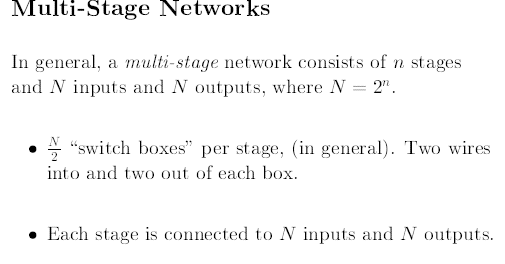 Multi-Stage Networks
In general, a multi-stage network consists of n stages
and N inputs and N outputs, where N = 2ⁿ.
• N/2 “switch boxes” per stage, (in general). Two wires
into and two out of each box.
• Each stage is connected to N inputs and N outputs.